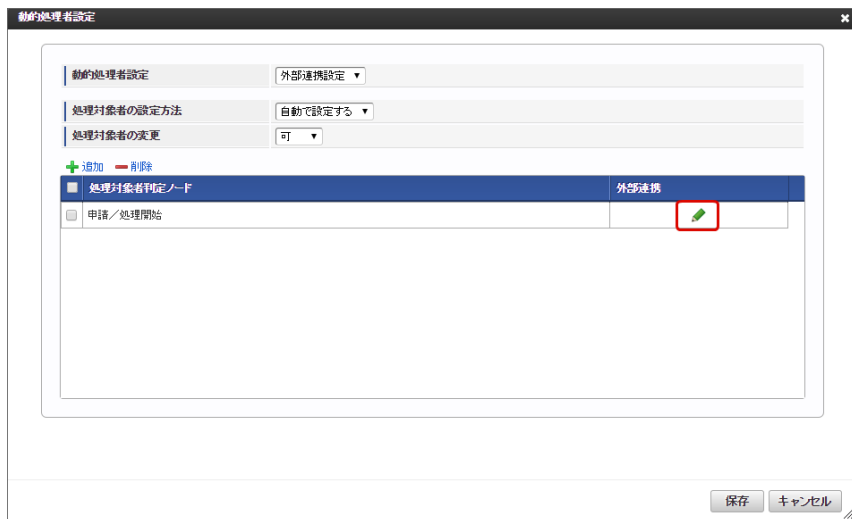 動的処理者設定
動的処理者設定 外部連携設定
処理対象者の設定方法 自動で設定する
処理対象者の変更 可
追加 削除
処理対象者判定ノード 外部連携
申請／処理開始
保存 キャンセル